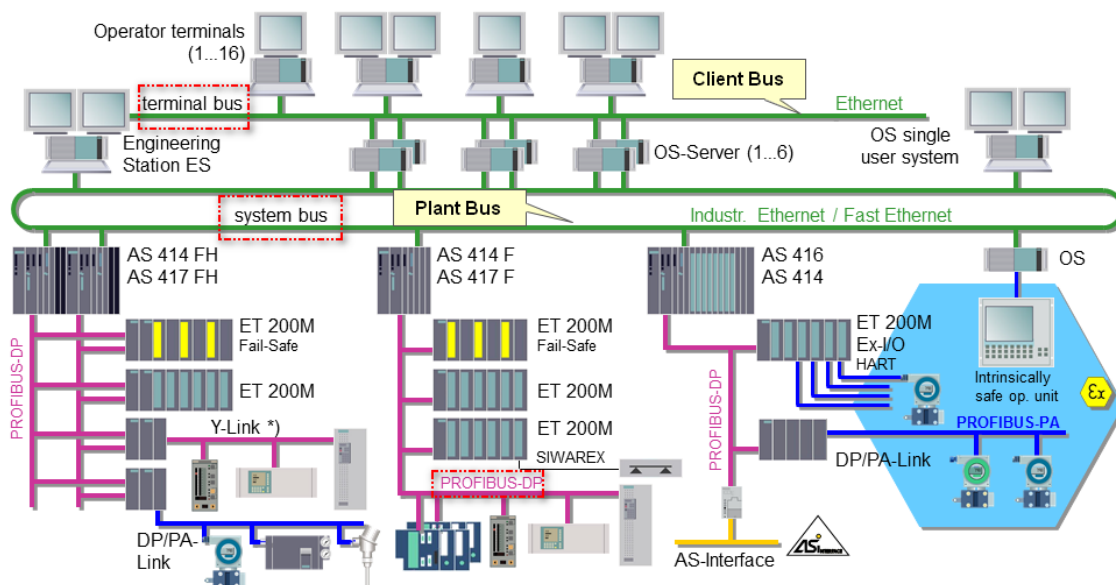 Operator terminals
(1...16)
Client Bus
terminal bus
Ethernet
Engineering
Station ES
OS-Server (1...6)
OS single
user system
Plant Bus
system bus
Industr. Ethernet / Fast Ethernet
AS 414 FH
AS 417 FH
AS 414 F
AS 417 F
AS 416
AS 414
OS
PROFIBUS-DP
ET 200M
Fail-Safe
ET 200M
Y-Link *)
DP/PA-
Link
ET 200M
Fail-Safe
ET 200M
ET 200M
SIWAREX
PROFIBUS-DP
PROFIBUS-DP
ET 200M
Ex-I/O
HART
Intrinsically
safe op. unit
εx
PROFIBUS-PA
DP/PA-Link
AS-Interface
ASi
INTERFACE